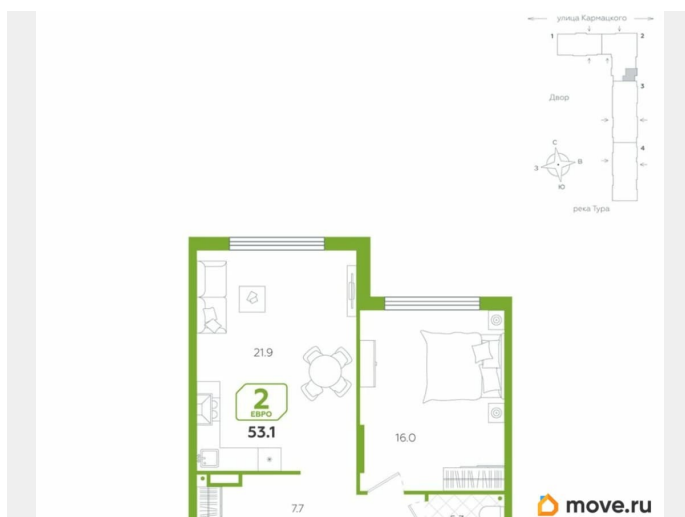 улица Кармацкого
1
2
3
Двор
С
З
В
4
Ю
река Тура
21.9
2
ЕВРО
53.1
16.0
7.7
move.ru